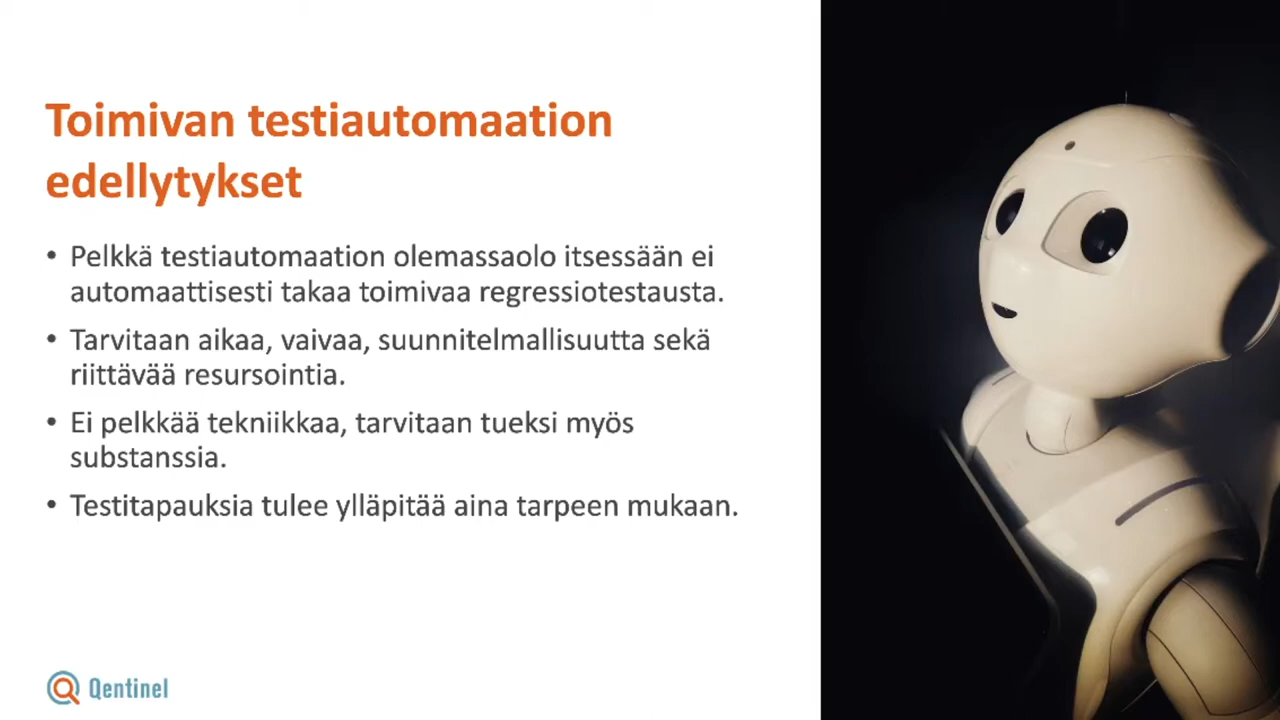 Toimivan testiautomaation
edellytykset
• Pelkkä testiautomaation olemassaolo itsessään ei
automaattisesti takaa toimivaa regressiotestausta.
• Tarvitaan aikaa, vaivaa, suunnitelmallisuutta sekä
riittävää resursointia.
• Ei pelkkää tekniikkaa, tarvitaan tueksi myös
substanssia.
• Testitapauksia tulee ylläpitää aina tarpeen mukaan.
Qentinel